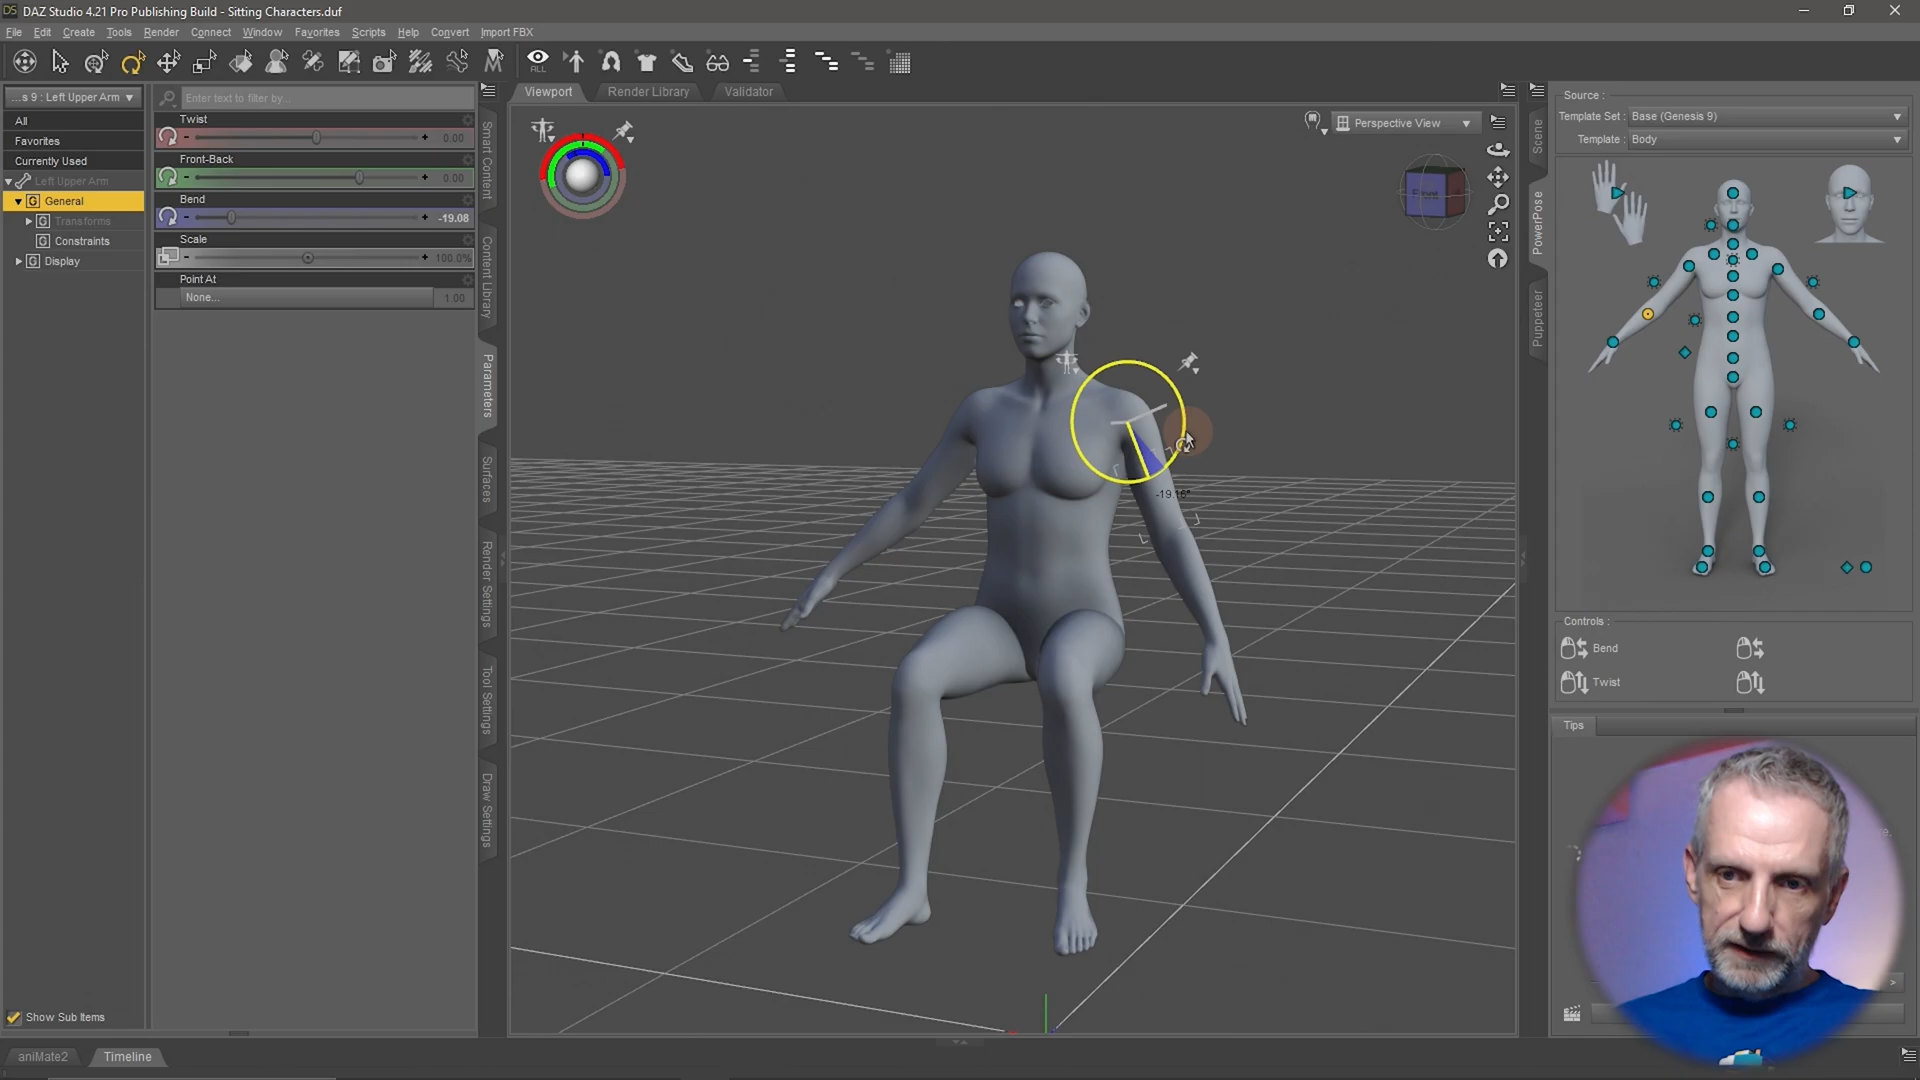 DAZ Studio 4.21 Pro Publishing Build - Sitting Characters.duf
File Edit Create Tools Render Connect Window Favorites Scripts Help Convert Import FBX
ALL
...s 9 : Left Upper Arm
All
Favorites
Currently Used
Left Upper Arm
General
Transforms
Constraints
Display
Show Sub Items
Enter text to filter by...
Twist
0.00
Front-Back
0.00
Bend
-19.08
Scale
100.0%
Point At
None...
1.00
Smart Content
Content Library
Parameters
Surfaces
Render Settings
Tool Settings
Draw Settings
Viewport Render Library Validator
Perspective View
Front
-19.16°
Scene
PowerPose
Puppeteer
Source :
Template Set : Base (Genesis 9)
Template : Body
Controls :
Bend
Twist
Tips
aniMate2 Timeline